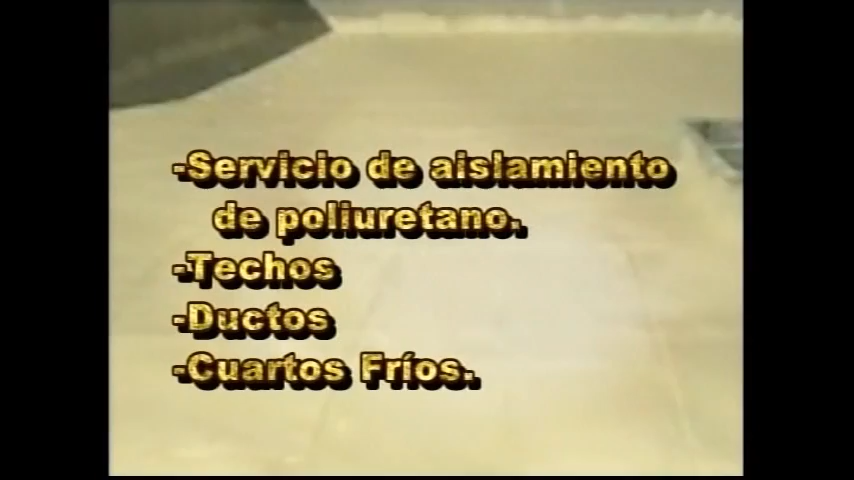 -Servicio de aislamiento
de poliuretano.
-Techos
-Ductos
-Cuartos Fríos.